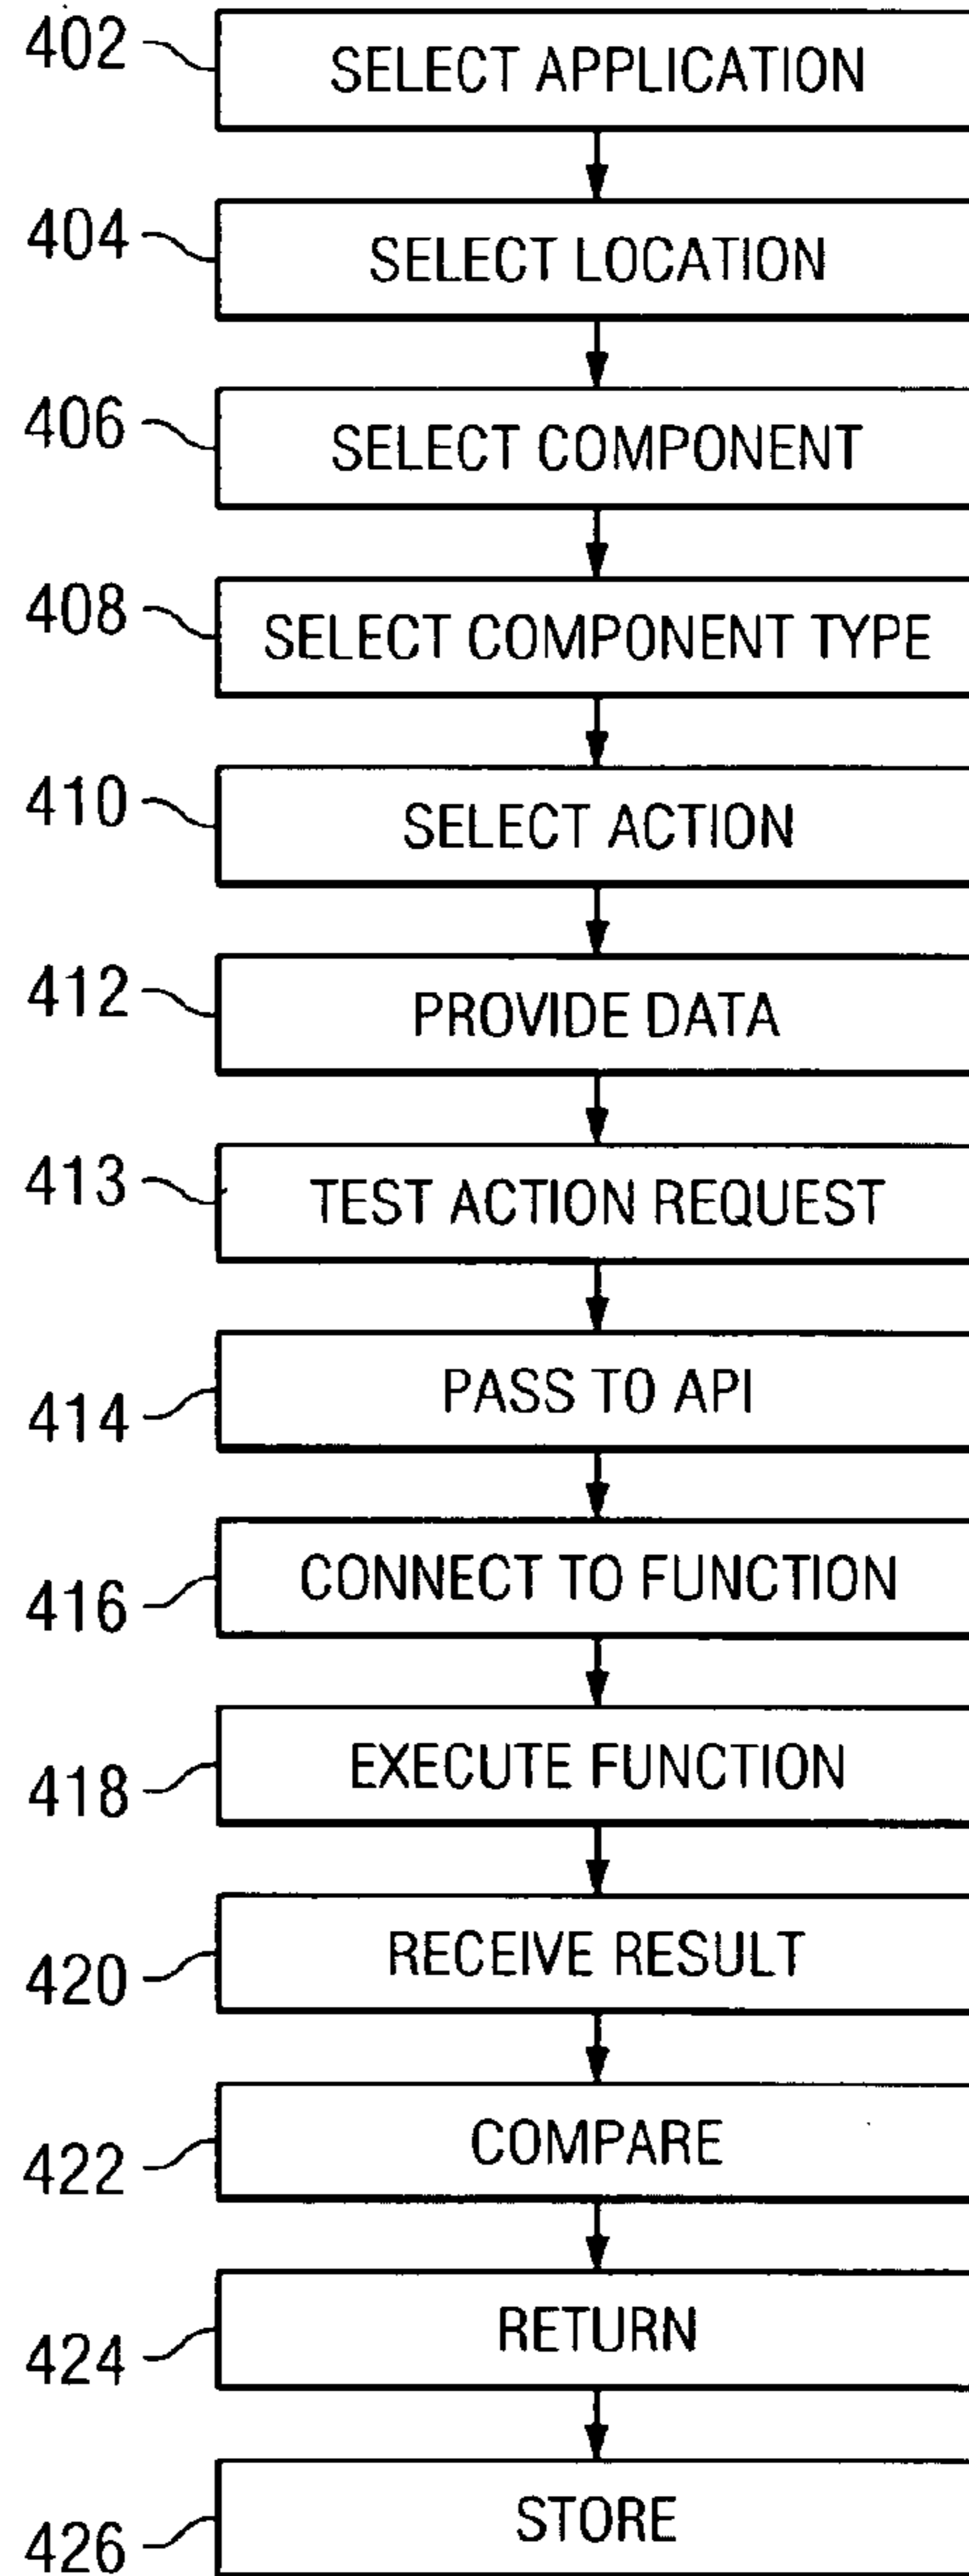 402 SELECT APPLICATION
404 SELECT LOCATION
406 SELECT COMPONENT
408 SELECT COMPONENT TYPE
410 SELECT ACTION
412 PROVIDE DATA
413 TEST ACTION REQUEST
414 PASS TO API
416 CONNECT TO FUNCTION
418 EXECUTE FUNCTION
420 RECEIVE RESULT
422 COMPARE
424 RETURN
426 STORE